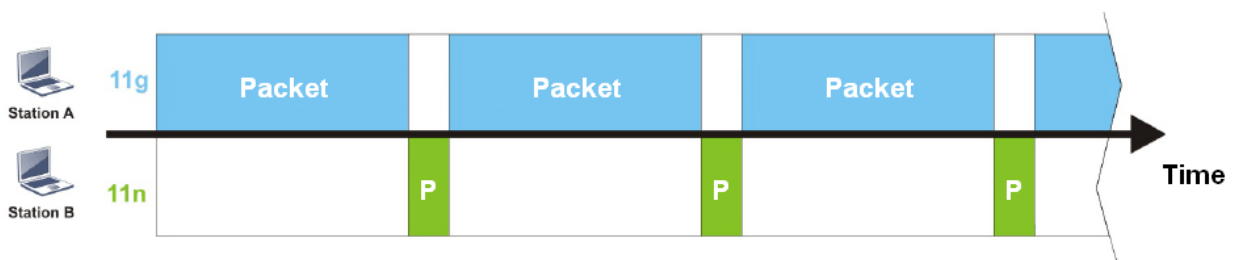 11g
Packet Packet Packet
Station A
Time
11n
P P P
Station B